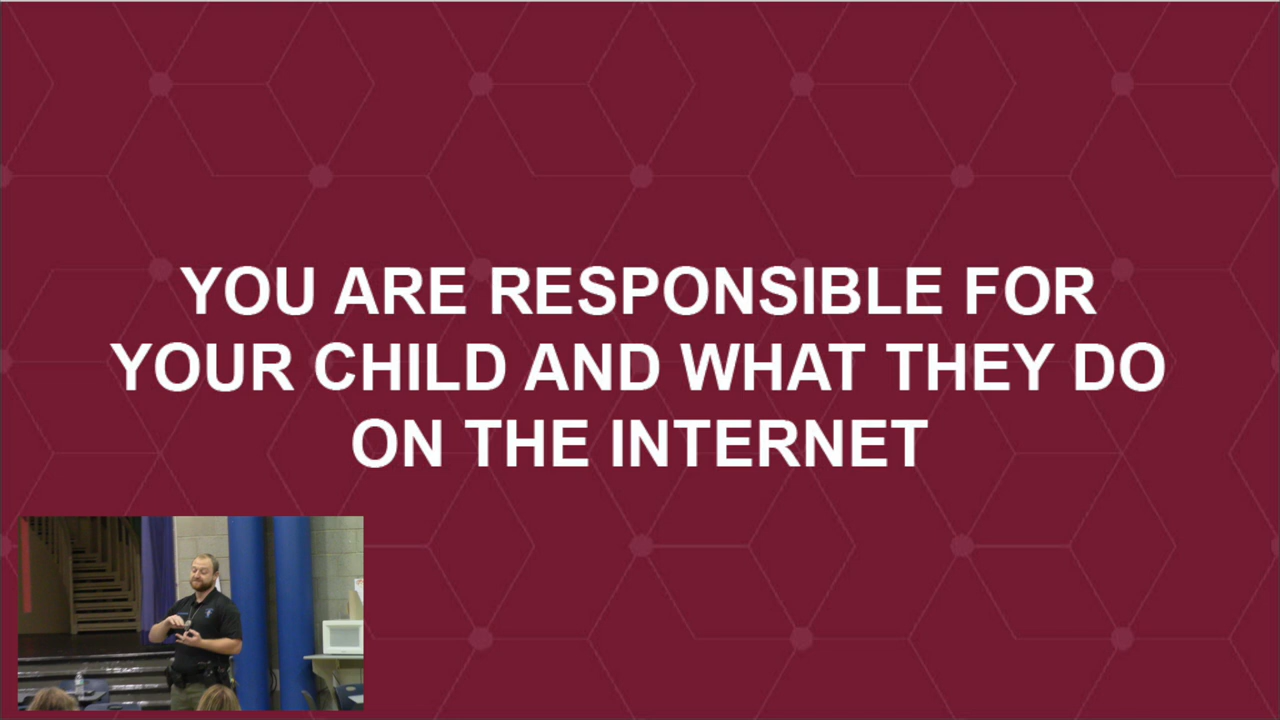 YOU ARE RESPONSIBLE FOR
YOUR CHILD AND WHAT THEY DO
ON THE INTERNET